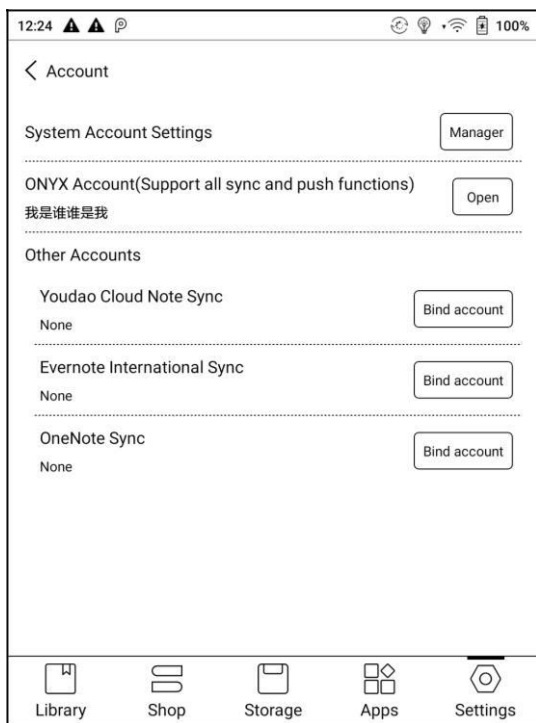 12:24 100%
Account
System Account Settings Manager
ONYX Account(Support all sync and push functions) Open
我是谁谁是我
Other Accounts
Youdao Cloud Note Sync Bind account
None
Evernote International Sync Bind account
None
OneNote Sync Bind account
None
Library Shop Storage Apps Settings